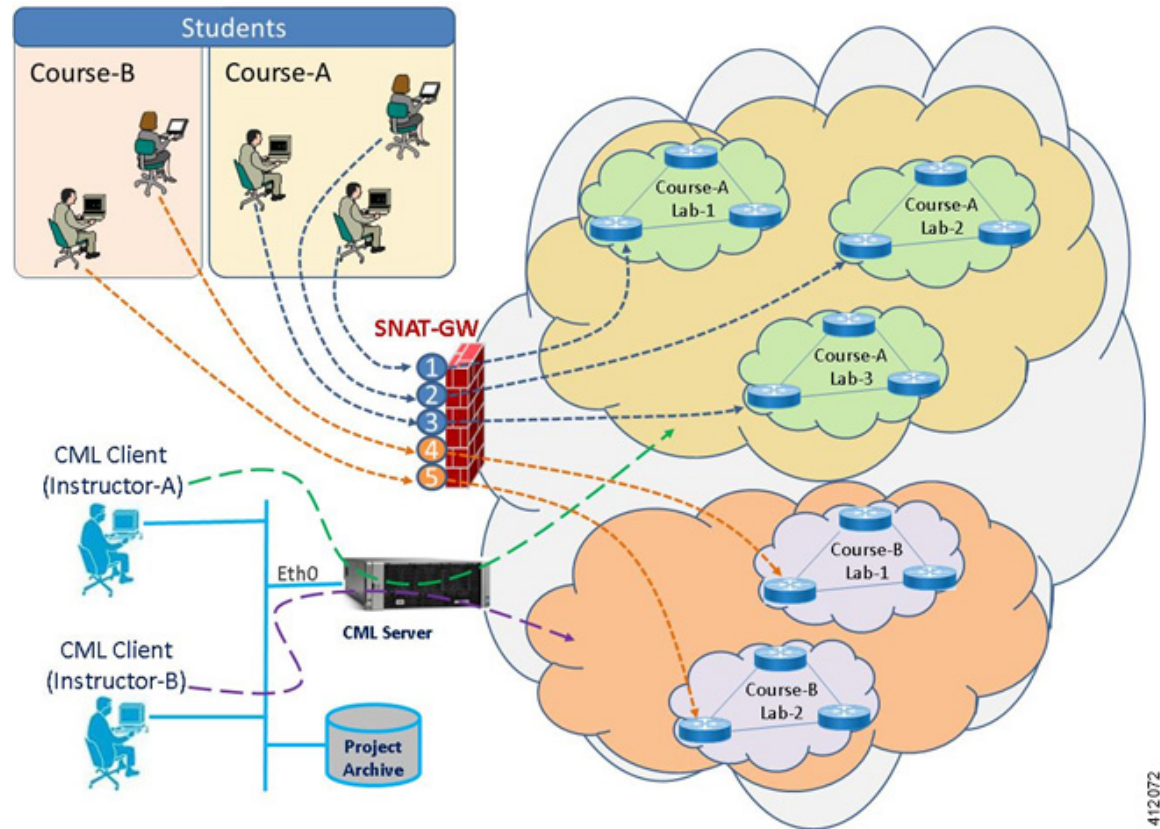 Students
Course-B
Course-A
Course-A
Lab-1
Course-A
Lab-2
SNAT-GW
1
2
3
4
5
Course-A
Lab-3
CML Client
(Instructor-A)
Eth0
CML Server
Course-B
Lab-1
CML Client
(Instructor-B)
Project
Archive
Course-B
Lab-2
412072